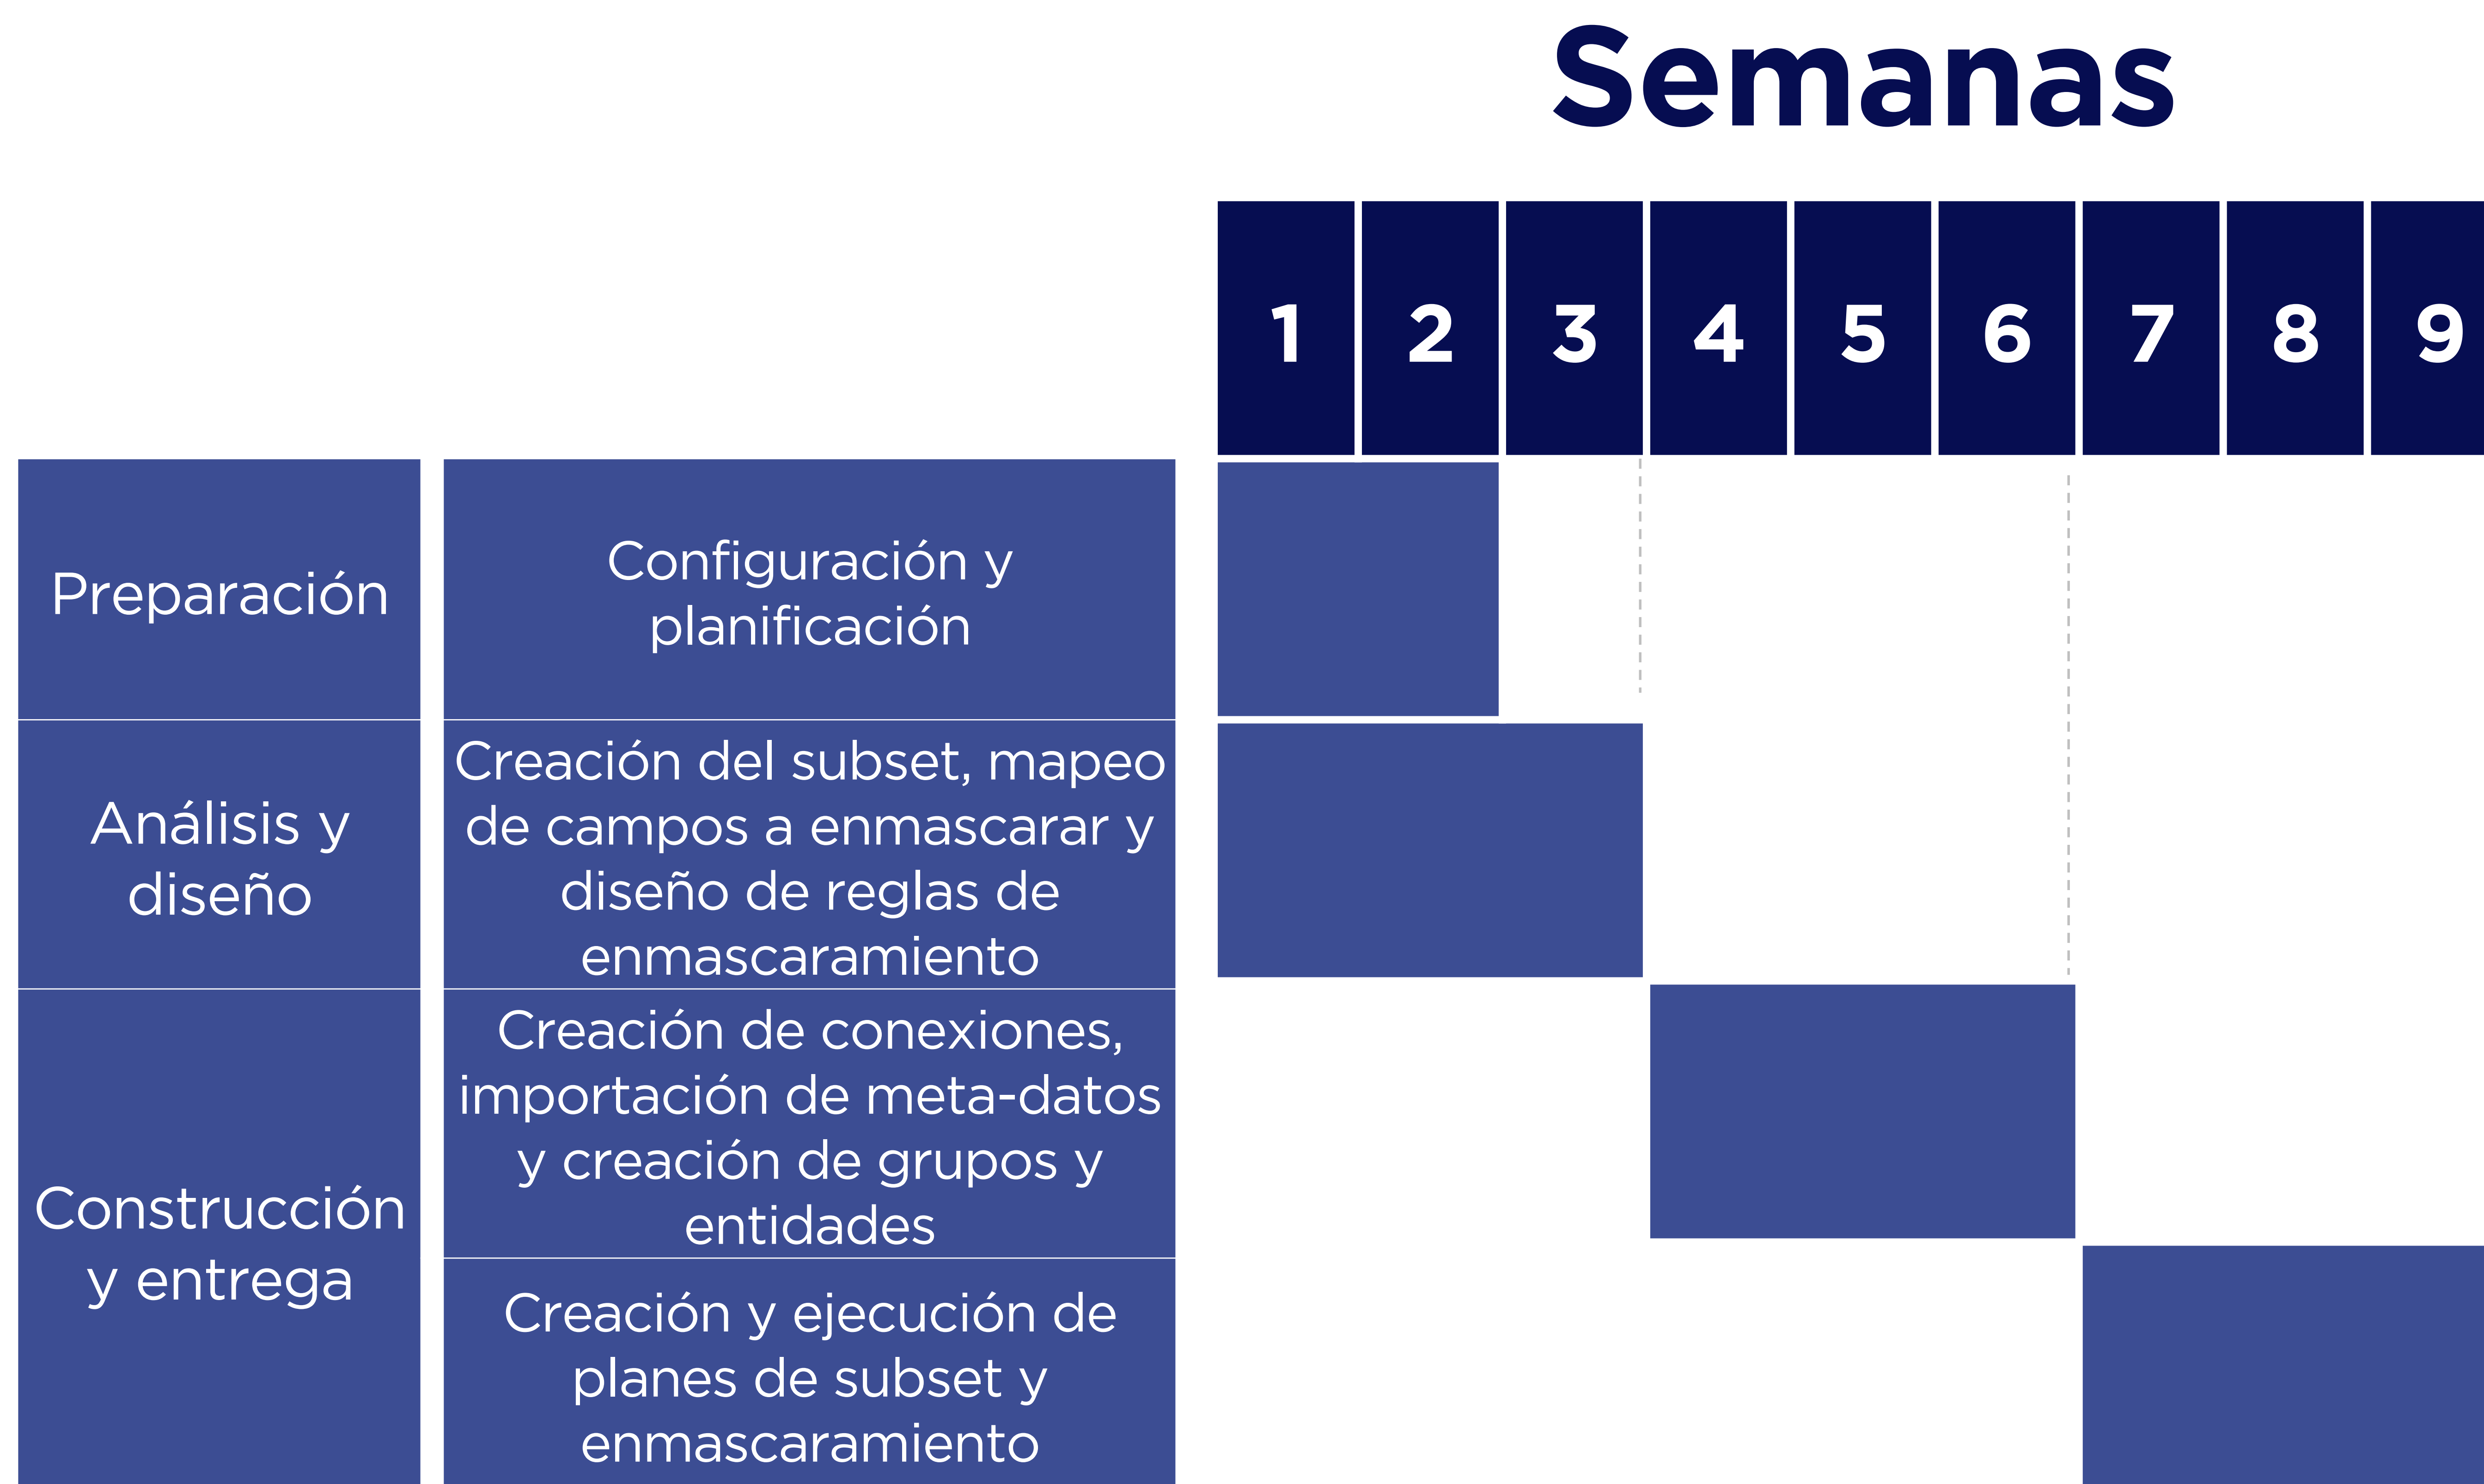 Semanas
1 2 3 4 5 6 7 8 9
Preparación
Configuración y
planificación
Análisis y
diseño
Creación del subset, mapeo
de campos a enmascarar y
diseño de reglas de
enmascaramiento
Construcción
y entrega
Creación de conexiones,
importación de meta-datos
y creación de grupos y
entidades
Creación y ejecución de
planes de subset y
enmascaramiento